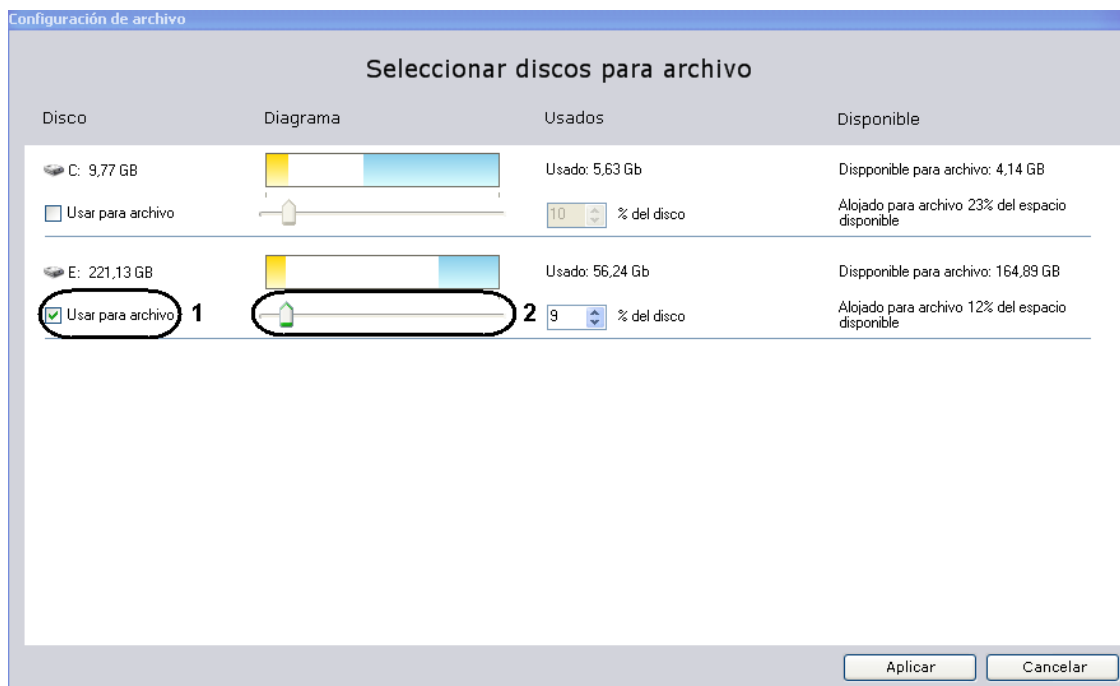 Configuración de archivo
Seleccionar discos para archivo
Disco Diagrama Usados Disponible
C: 9,77 GB Usado: 5,63 Gb Dispponible para archivo: 4,14 GB
Usar para archivo 10 % del disco Alojado para archivo 23% del espacio
disponible
E: 221,13 GB Usado: 56,24 Gb Dispponible para archivo: 164,89 GB
Usar para archivo 1 2 9 % del disco Alojado para archivo 12% del espacio
disponible
Aplicar Cancelar